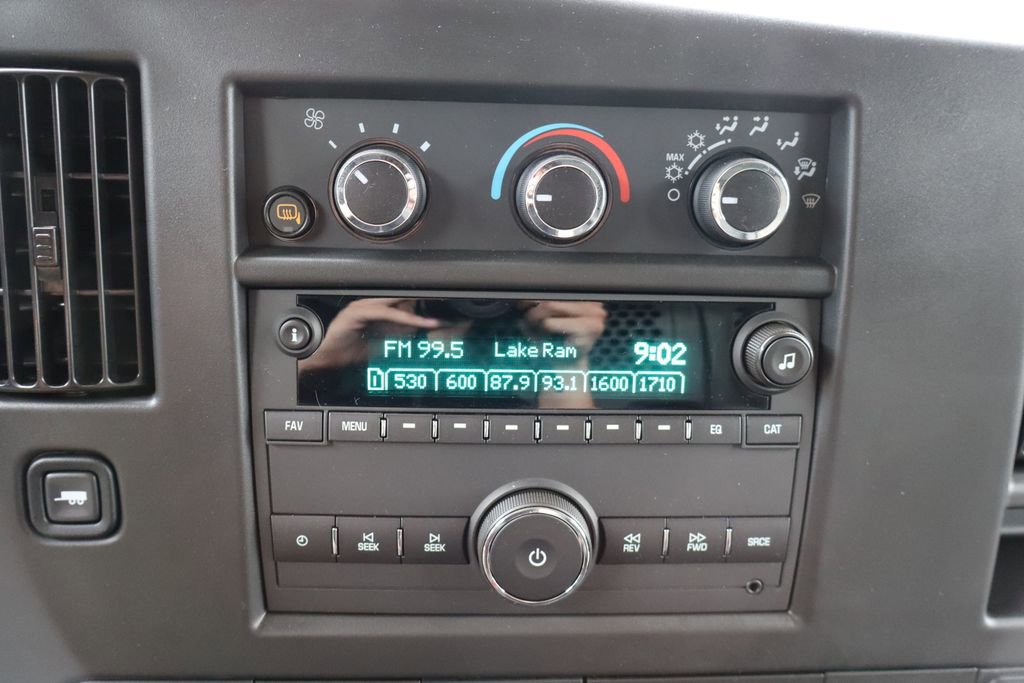 MAX
i
FM 99.5 Lake Ram 9:02
1 530 600 87.9 93.1 1600 1710
FAV MENU EQ CAT
SEEK SEEK REV FWD SRCE